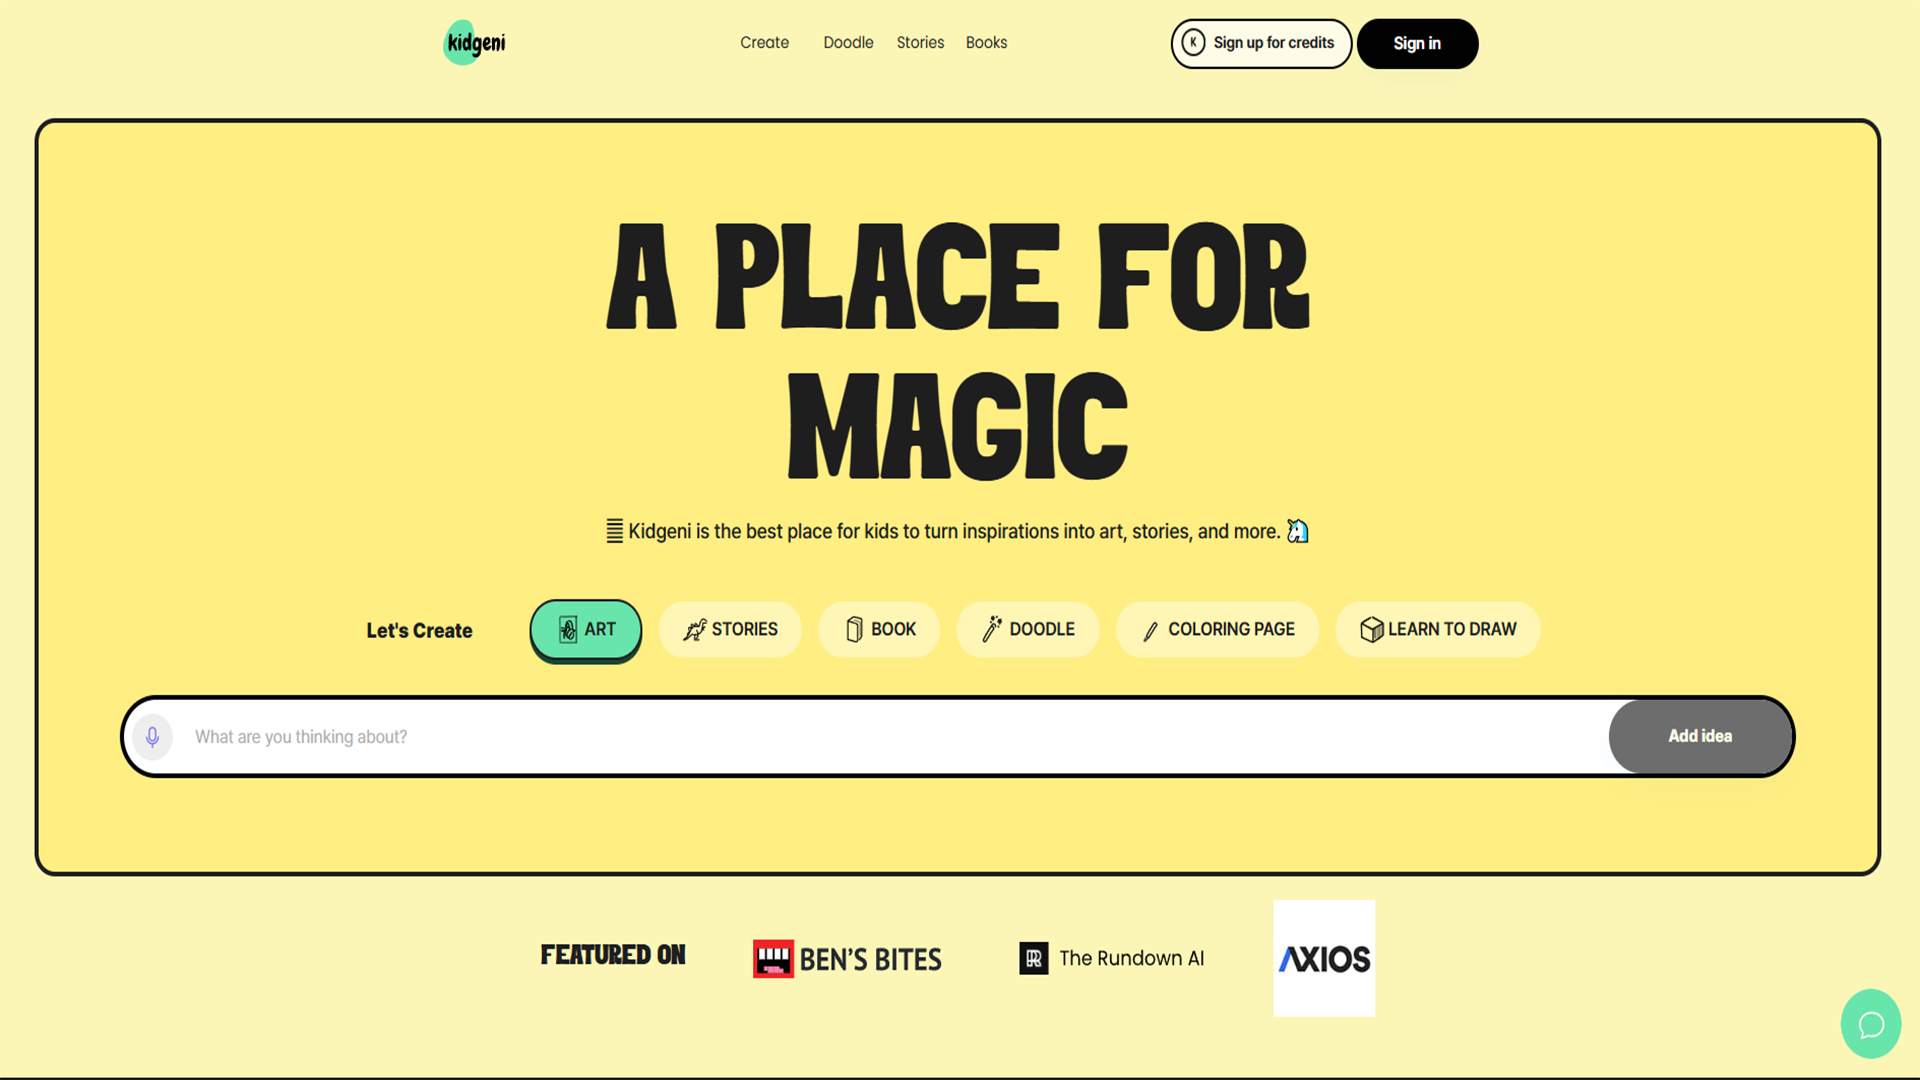 kidgeni
Create Doodle Stories Books
K Sign up for credits
Sign in
A PLACE FOR
MAGIC
Kidgeni is the best place for kids to turn inspirations into art, stories, and more.
Let's Create
ART
STORIES
BOOK
DOODLE
COLORING PAGE
LEARN TO DRAW
What are you thinking about?
Add idea
FEATURED ON
BEN'S BITES
R The Rundown AI
AXIOS